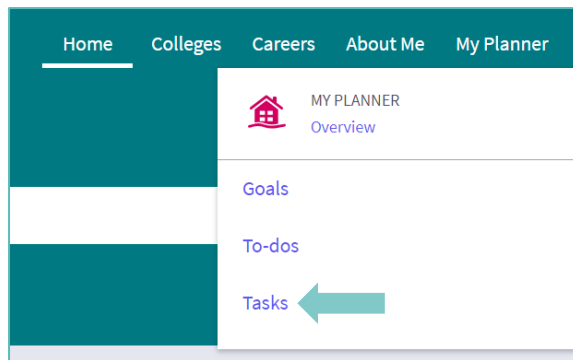 Home Colleges Careers About Me My Planner
MY PLANNER
Overview
Goals
To-dos
Tasks